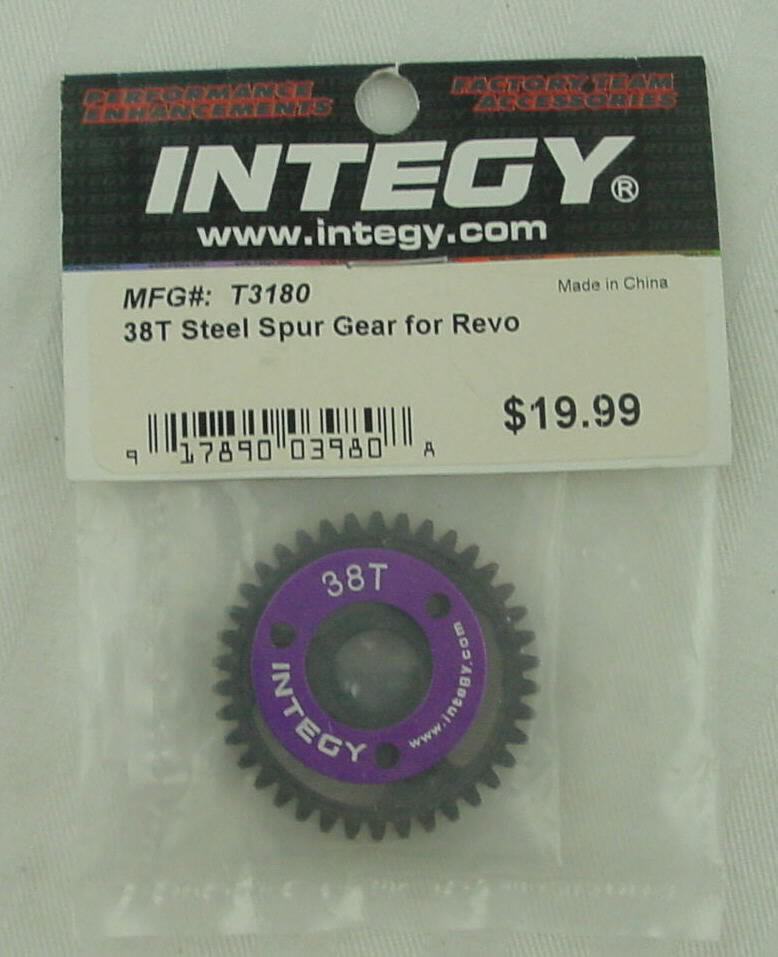 PERFORMANCE
ENHANCEMENTS
FACTORY TEAM
ACCESSORIES
INTEGY®
www.integy.com
MFG#: T3180
Made in China
38T Steel Spur Gear for Revo
$19.99
9 17890 03980 A
38T
INTEGY
www.integy.com